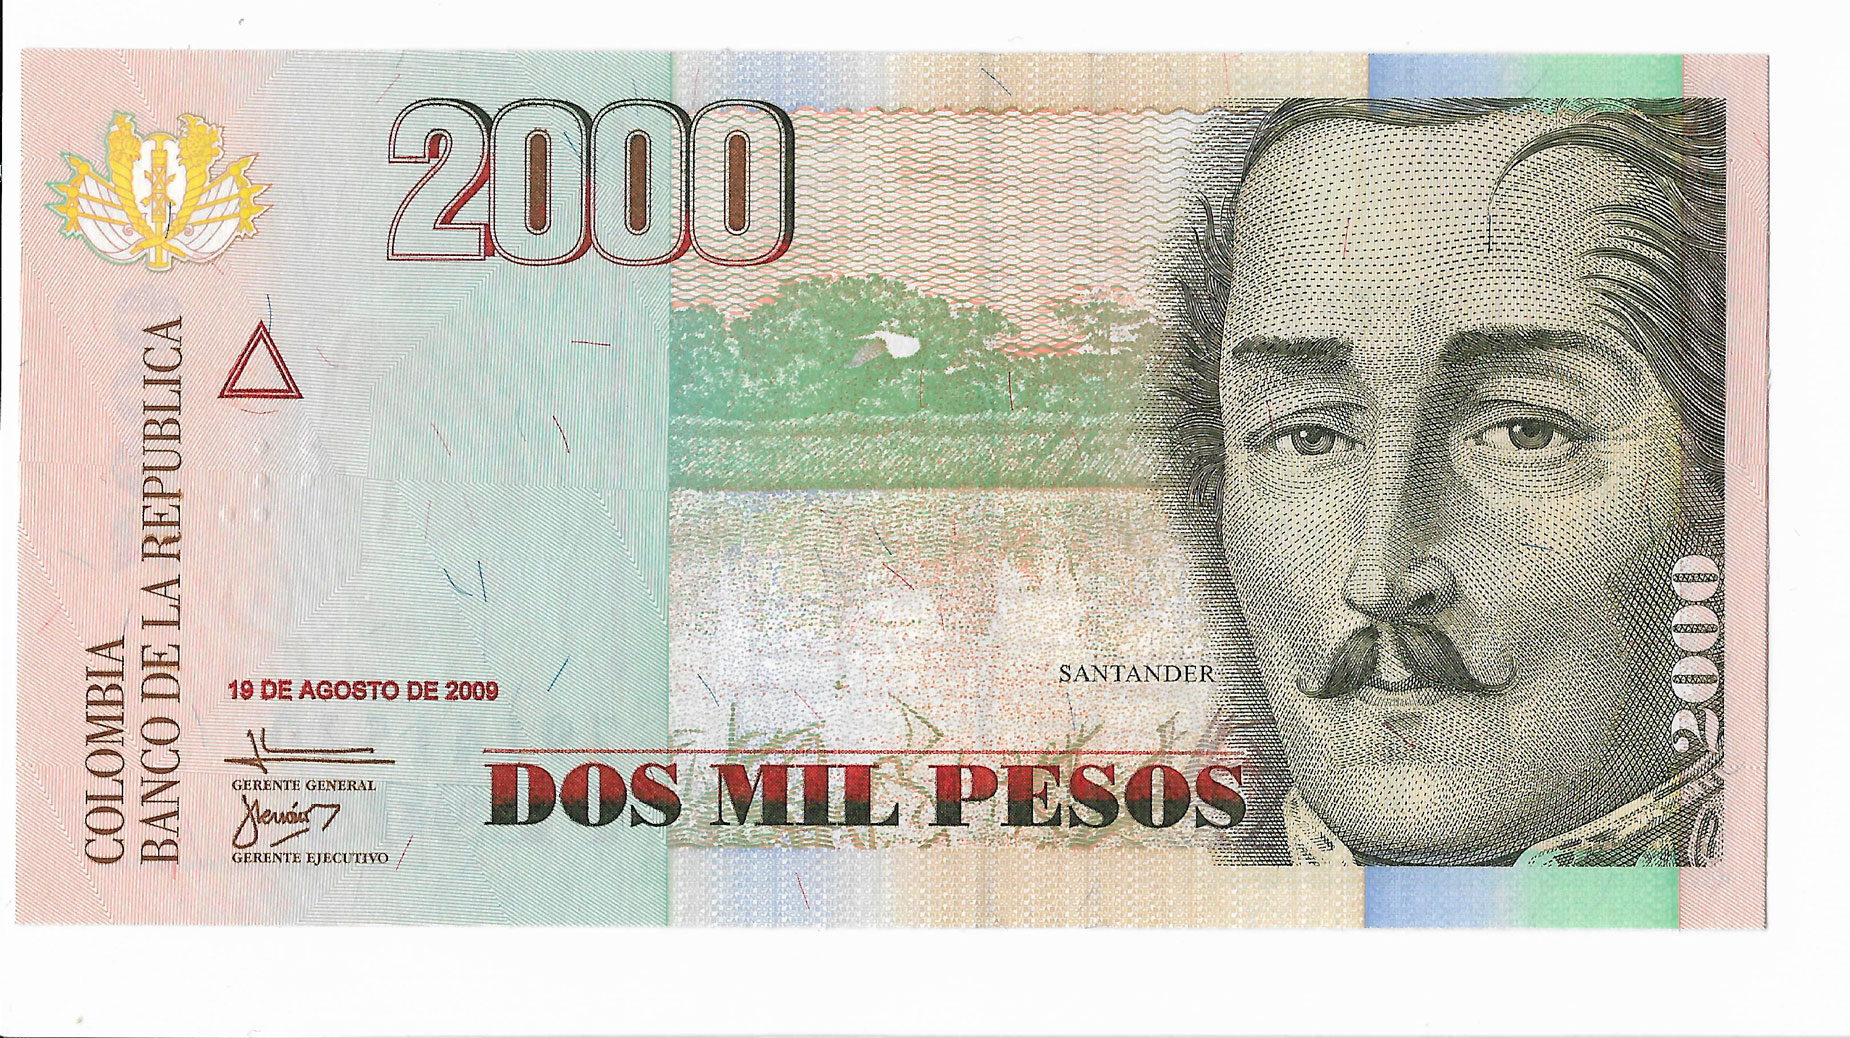 COLOMBIA
BANCO DE LA REPUBLICA
2000
19 DE AGOSTO DE 2009
GERENTE GENERAL
GERENTE EJECUTIVO
SANTANDER
DOS MIL PESOS
2000